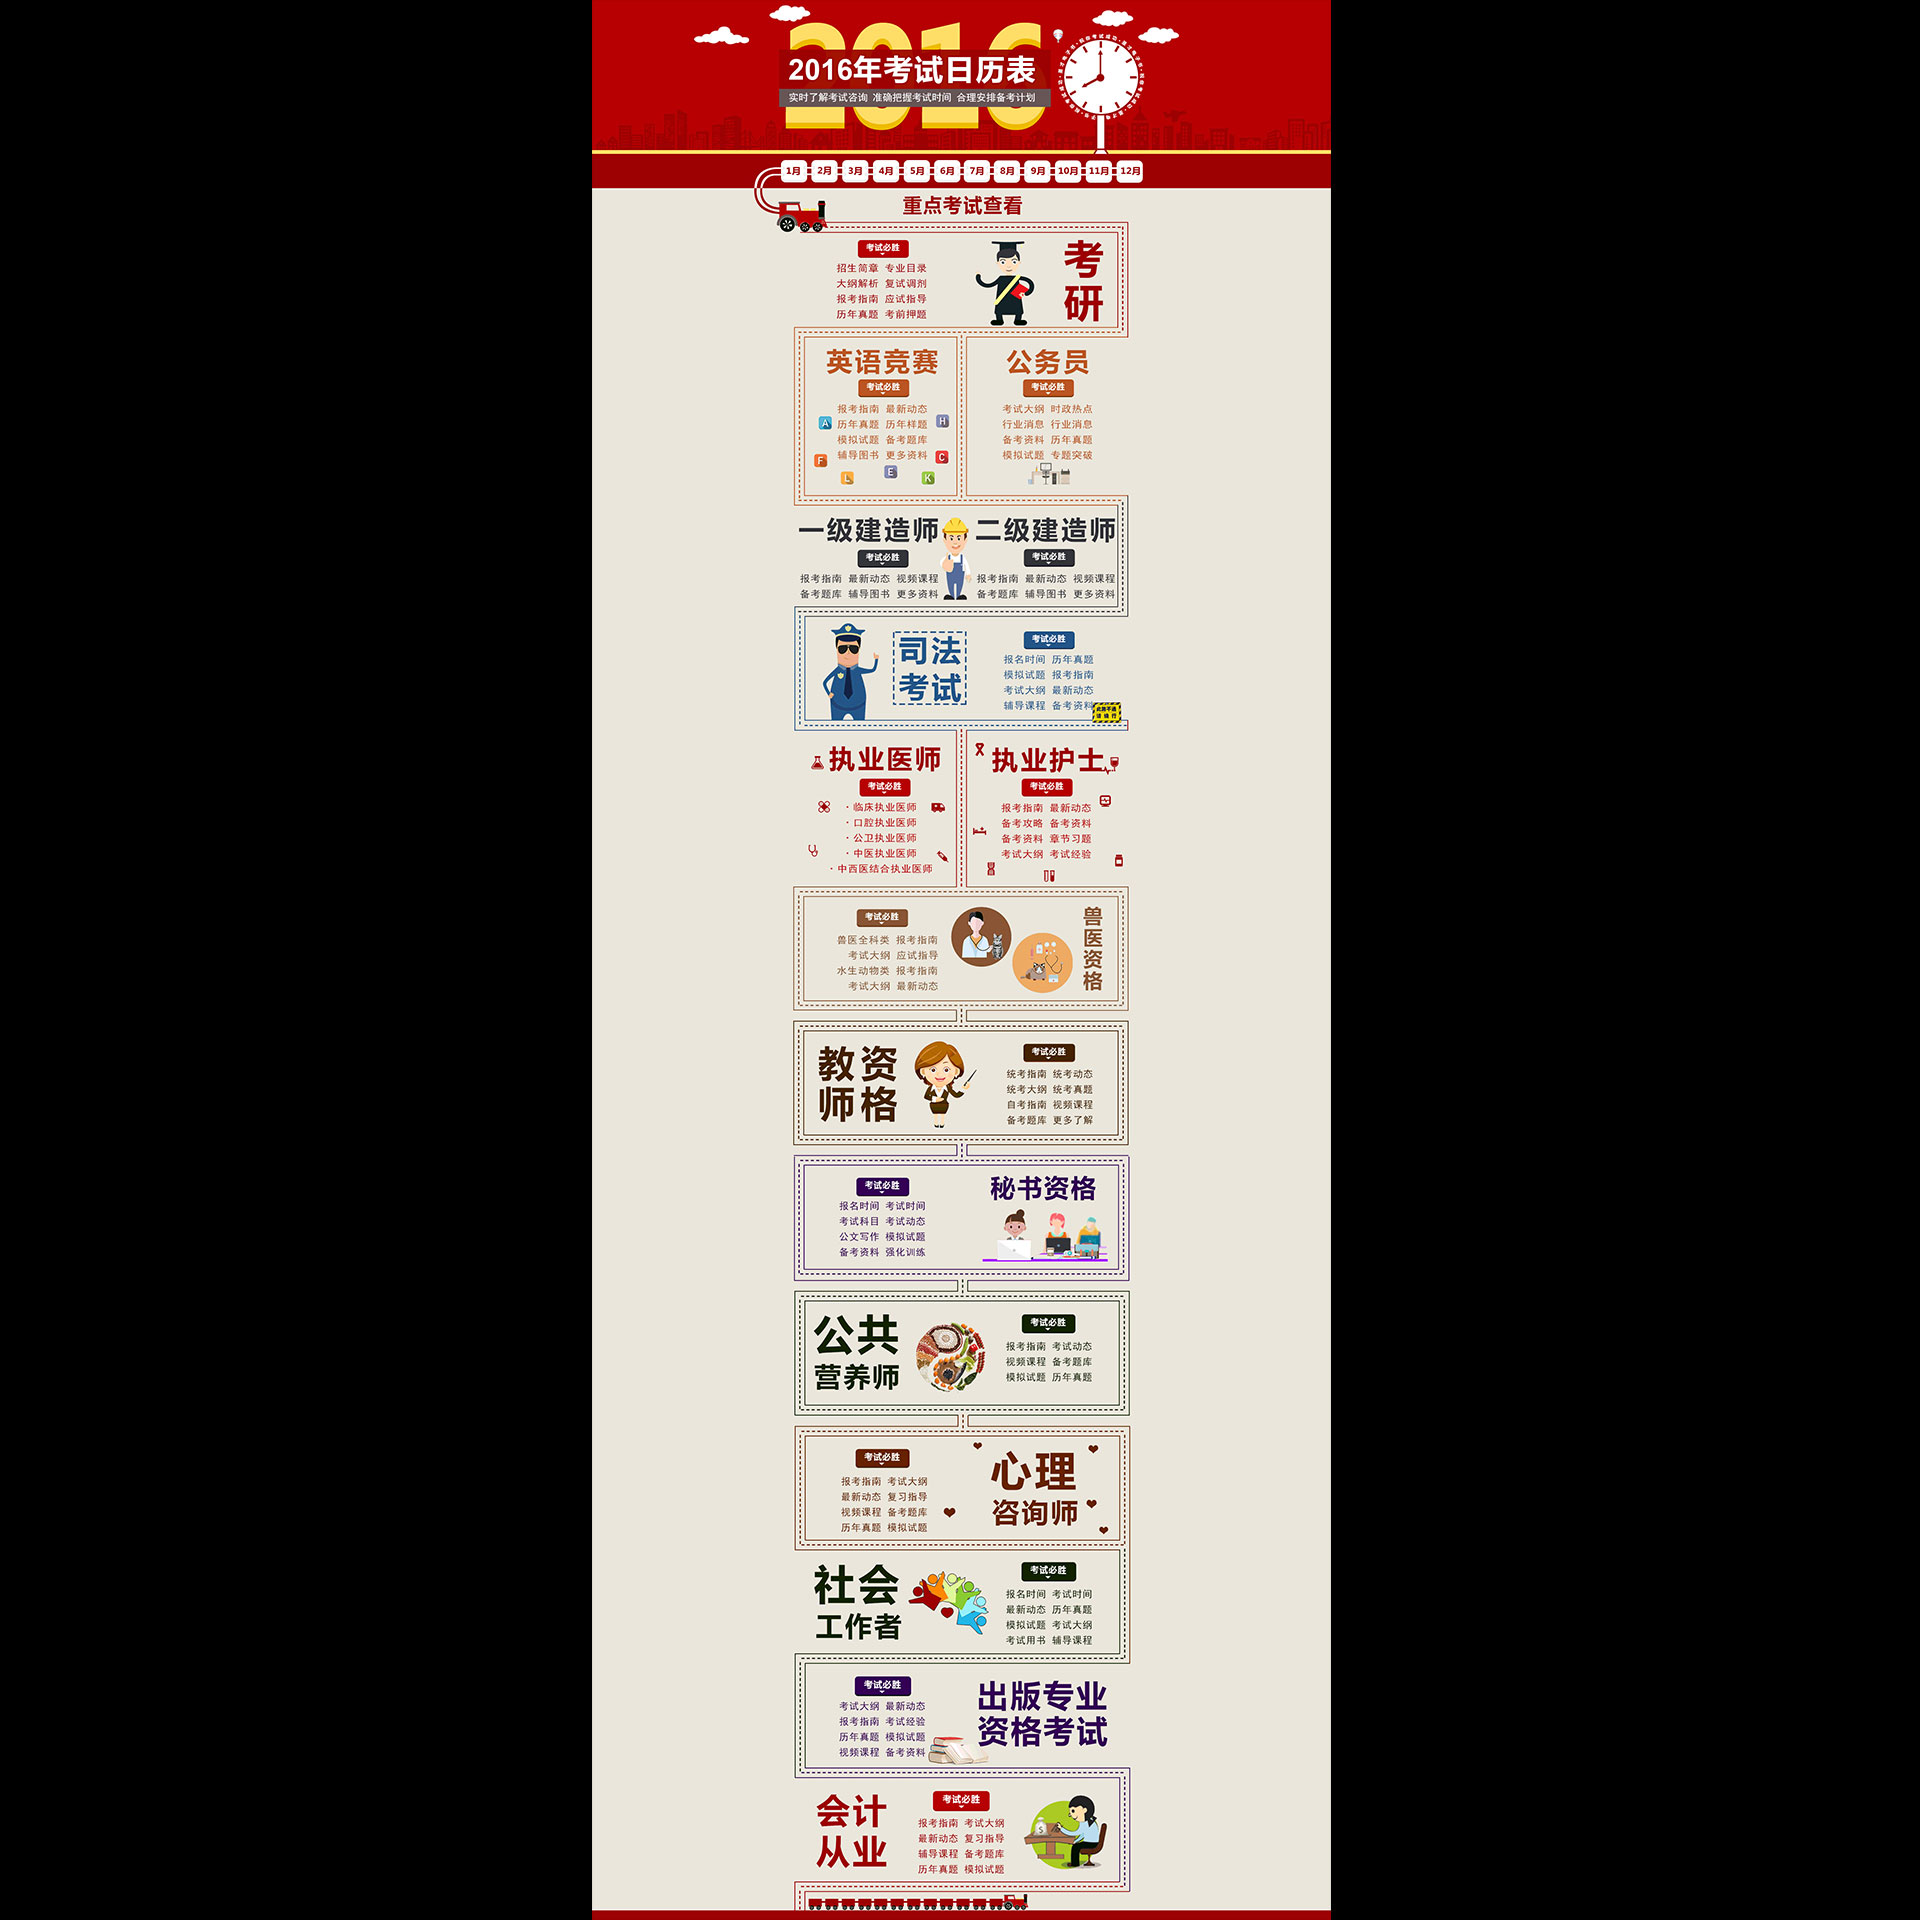 2016
2016年考试日历表
实时了解考试咨询 准确把握考试时间 合理安排备考计划
1月 2月 3月 4月 5月 6月 7月 8月 9月 10月 11月 12月
重点考试查看
考试必胜
招生简章 专业目录
大纲解析 复试调剂
报考指南 应试指导
历年真题 考前押题
考
研
英语竞赛
考试必胜
报考指南 最新动态
历年真题 历年样题
模拟试题 备考题库
辅导图书 更多资料
A
H
F
C
L
E
K
公务员
考试必胜
考试大纲 时政热点
行业消息 行业消息
备考资料 历年真题
模拟试题 专题突破
一级建造师
考试必胜
报考指南 最新动态 视频课程
备考题库 辅导图书 更多资料
二级建造师
考试必胜
报考指南 最新动态 视频课程
备考题库 辅导图书 更多资料
司法
考试
考试必胜
报名时间 历年真题
模拟试题 报考指南
考试大纲 最新动态
辅导课程 备考资料
此路不通
请绕行
执业医师
考试必胜
· 临床执业医师
· 口腔执业医师
· 公卫执业医师
· 中医执业医师
· 中西医结合执业医师
执业护士
考试必胜
报考指南 最新动态
备考攻略 备考资料
备考资料 章节习题
考试大纲 考试经验
考试必胜
兽医全科类 报考指南
考试大纲 应试指导
水生动物类 报考指南
考试大纲 最新动态
兽医资格
教资
师格
考试必胜
统考指南 统考动态
统考大纲 统考真题
自考指南 视频课程
备考题库 更多了解
考试必胜
报名时间 考试时间
考试科目 考试动态
公文写作 模拟试题
备考资料 强化训练
秘书资格
公共
营养师
考试必胜
报考指南 考试动态
视频课程 备考题库
模拟试题 历年真题
考试必胜
报考指南 考试大纲
最新动态 复习指导
视频课程 备考题库
历年真题 模拟试题
心理
咨询师
社会
工作者
考试必胜
报名时间 考试时间
最新动态 历年真题
模拟试题 考试大纲
考试用书 辅导课程
考试必胜
考试大纲 最新动态
报考指南 考试经验
历年真题 模拟试题
视频课程 备考资料
出版专业
资格考试
会计
从业
考试必胜
报考指南 考试大纲
最新动态 复习指导
辅导课程 备考题库
历年真题 模拟试题